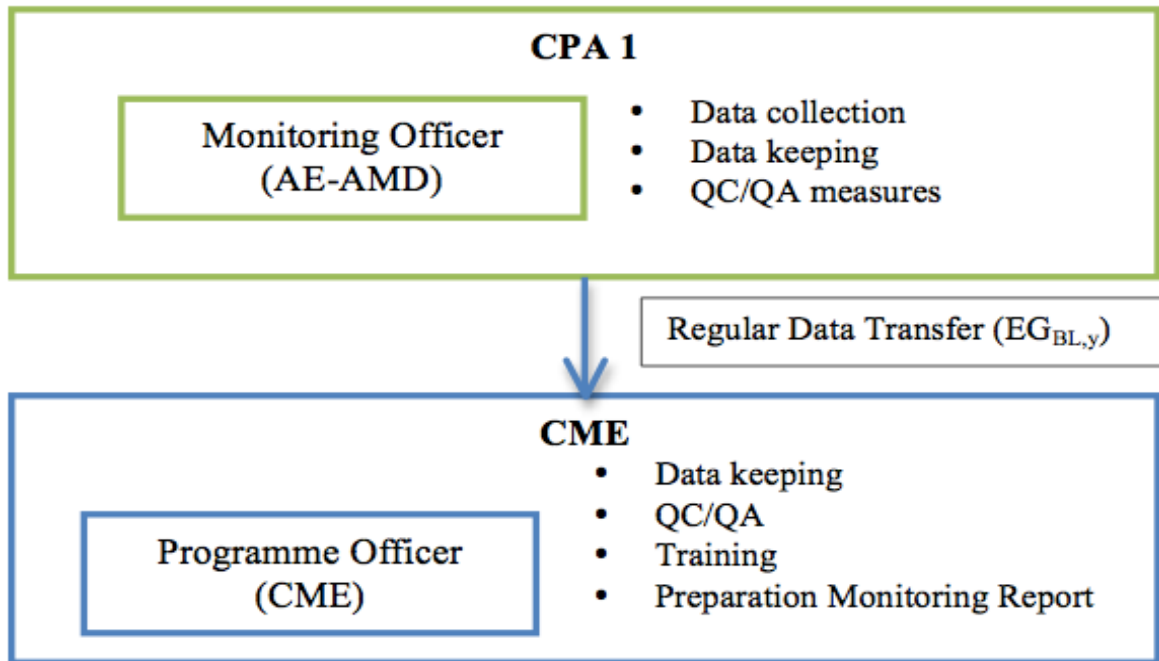 CPA 1
Monitoring Officer
(AE-AMD)
• Data collection
• Data keeping
• QC/QA measures
Regular Data Transfer (EG_BL,y)
CME
• Data keeping
• QC/QA
• Training
• Preparation Monitoring Report
Programme Officer
(CME)